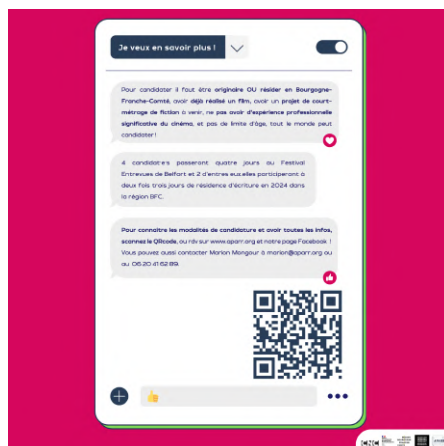 Je veux en savoir plus !
Pour candidater il faut être originaire OU résider en Bourgogne-
Franche-Comté, avoir déjà réalisé un film, avoir un projet de court-
métrage de fiction à venir, ne pas avoir d'expérience professionnelle
significative du cinéma, et pas de limite d'âge, tout le monde peut
candidater !
4 candidat·e·s passeront quatre jours au Festival
Entrevues de Belfort et 2 d'entres eux.elles participeront à
deux fois trois jours de résidence d'écriture en 2024 dans
la région BFC.
Pour connaître les modalités de candidature et avoir toutes les infos,
scannez le QRcode, ou rdv sur www.aparr.org et notre page Facebook !
Vous pouvez aussi contacter Marion Mongour à marion@aparr.org ou
au 06 20 41 62 89.
CNC